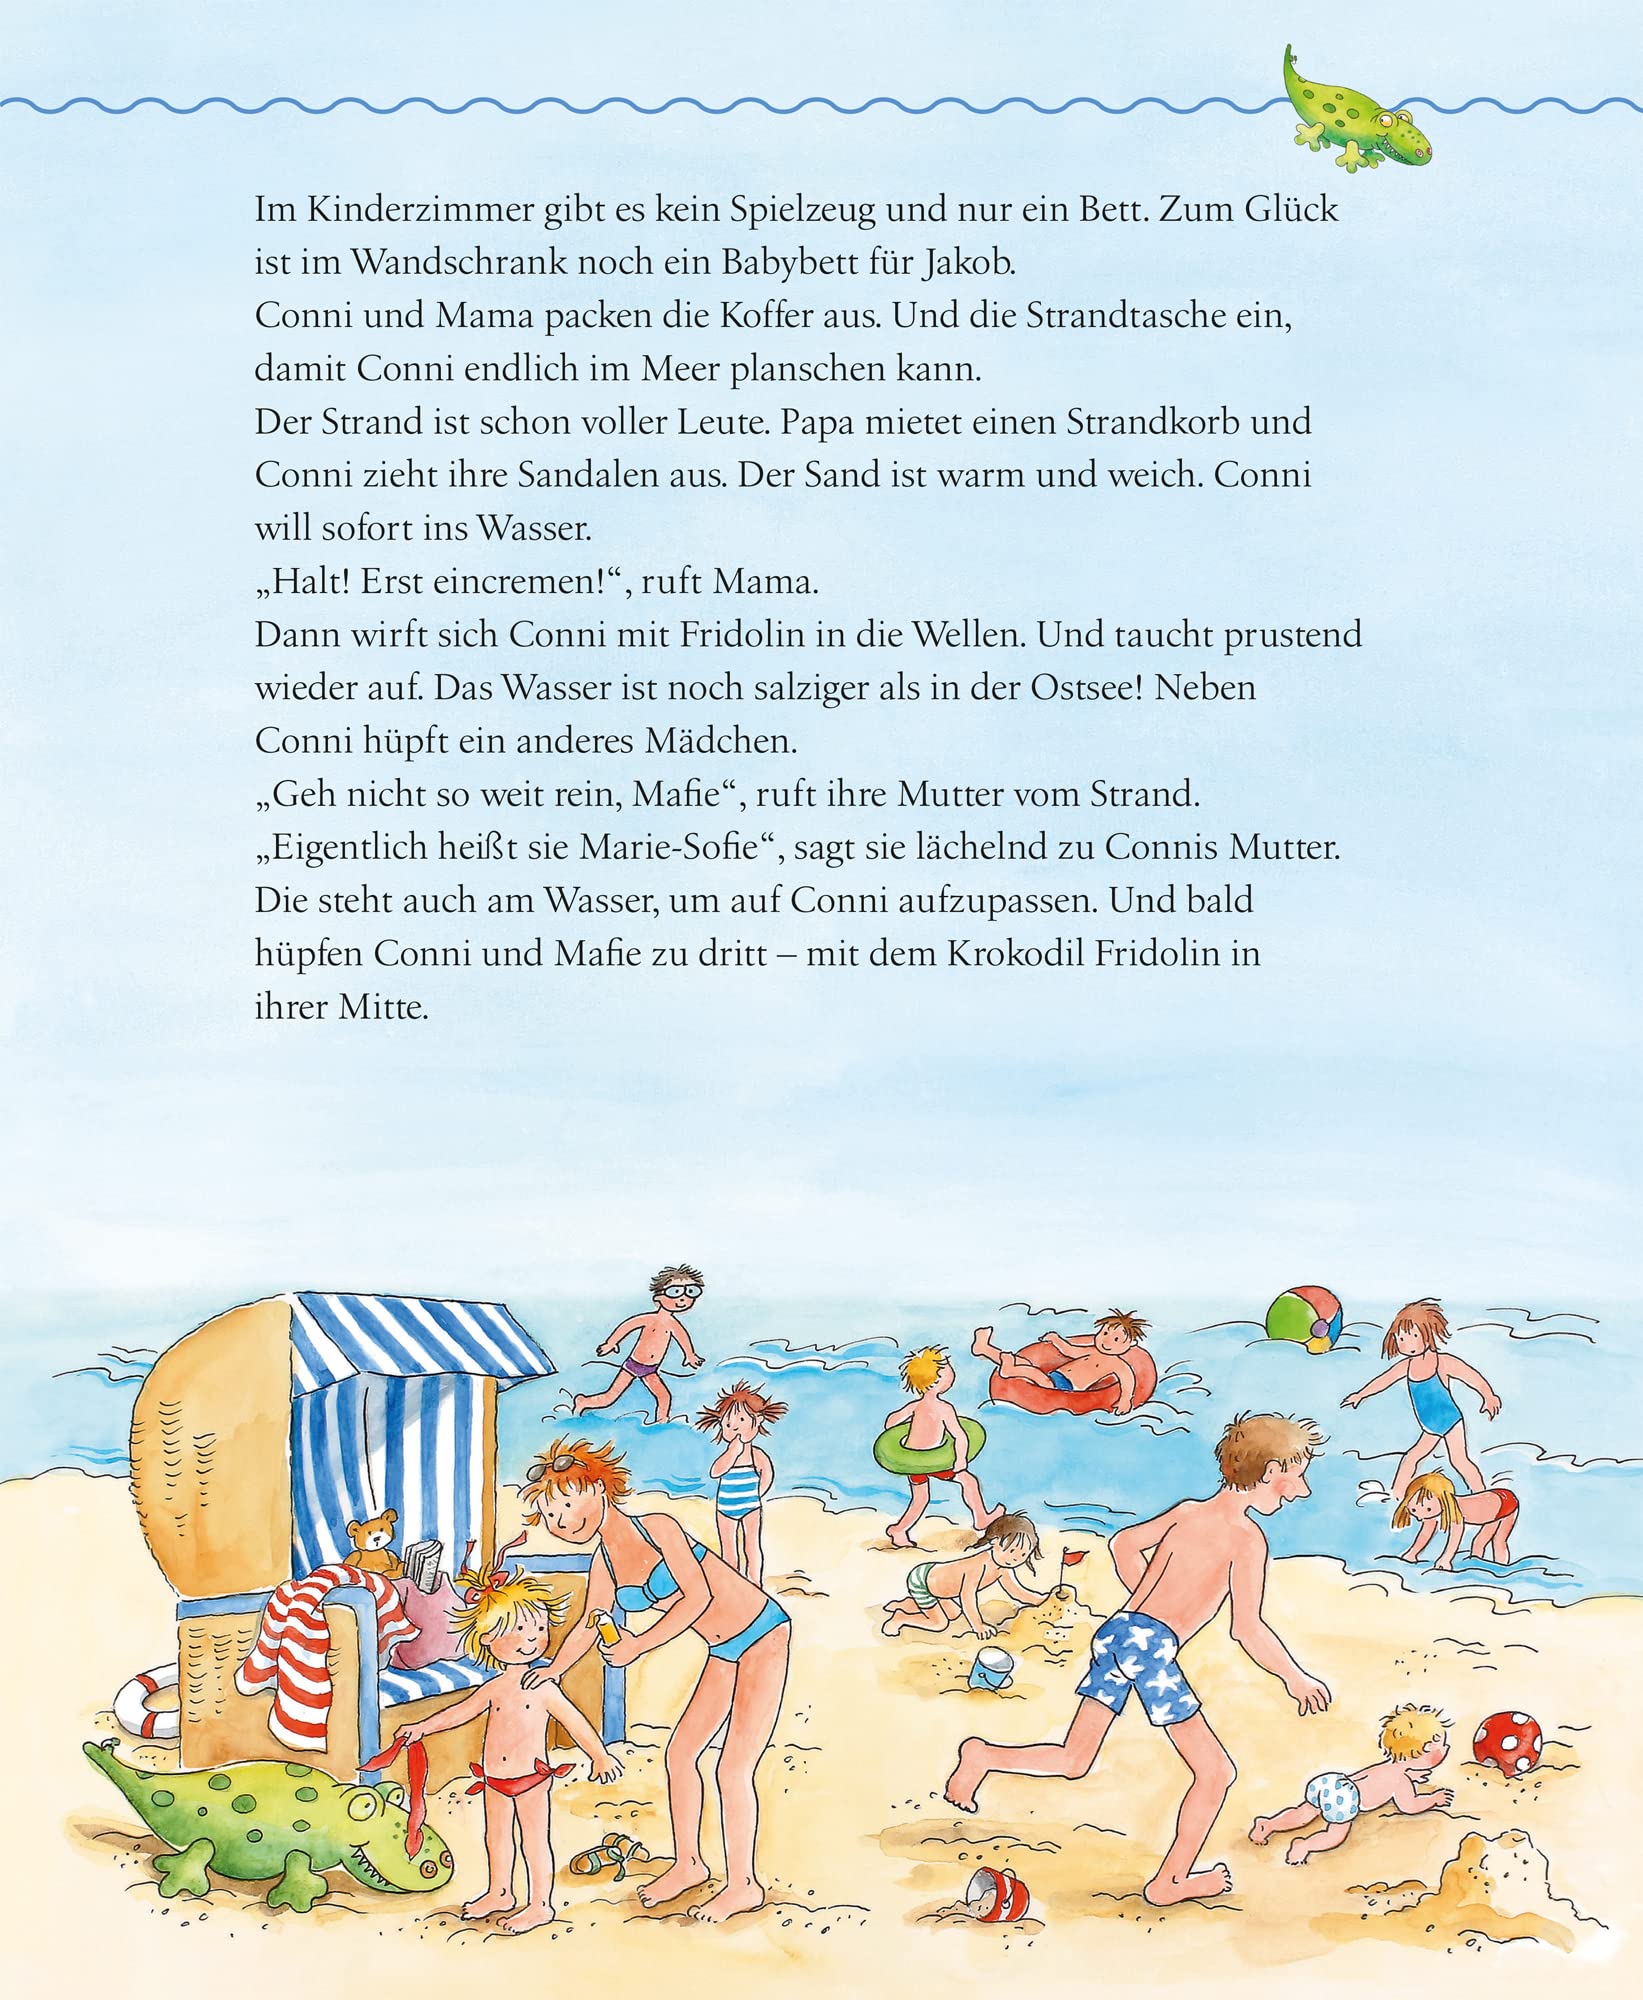 Im Kinderzimmer gibt es kein Spielzeug und nur ein Bett. Zum Glück
ist im Wandschrank noch ein Babybett für Jakob.
Conni und Mama packen die Koffer aus. Und die Strandtasche ein,
damit Conni endlich im Meer planschen kann.
Der Strand ist schon voller Leute. Papa mietet einen Strandkorb und
Conni zieht ihre Sandalen aus. Der Sand ist warm und weich. Conni
will sofort ins Wasser.
„Halt! Erst eincremen!“, ruft Mama.
Dann wirft sich Conni mit Fridolin in die Wellen. Und taucht prustend
wieder auf. Das Wasser ist noch salziger als in der Ostsee! Neben
Conni hüpft ein anderes Mädchen.
„Geh nicht so weit rein, Mafie“, ruft ihre Mutter vom Strand.
„Eigentlich heißt sie Marie-Sofie“, sagt sie lächelnd zu Connis Mutter.
Die steht auch am Wasser, um auf Conni aufzupassen. Und bald
hüpfen Conni und Mafie zu dritt – mit dem Krokodil Fridolin in
ihrer Mitte.